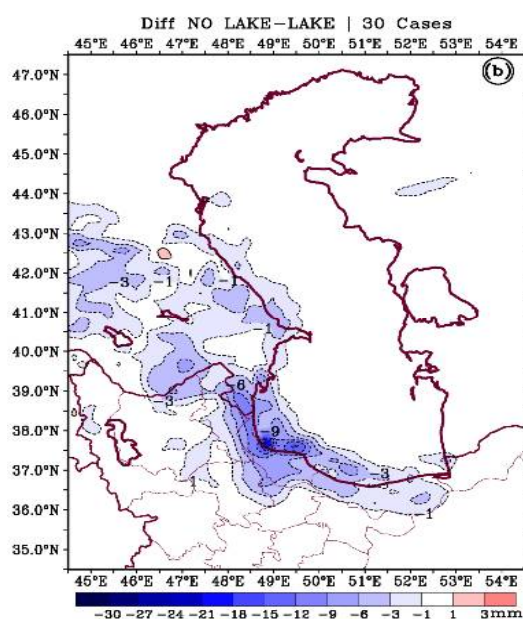 Diff NO LAKE-LAKE | 30 Cases
45°E 46°E 47°E 48°E 49°E 50°E 51°E 52°E 53°E 54°E
(b)
47.0°N
46.0°N
45.0°N
44.0°N
43.0°N
42.0°N
41.0°N
40.0°N
39.0°N
38.0°N
37.0°N
36.0°N
35.0°N
-3
-1
-1
-1
-6
-3
-9
-3
1
-1
45°E 46°E 47°E 48°E 49°E 50°E 51°E 52°E 53°E 54°E
-30 -27 -24 -21 -18 -15 -12 -9 -6 -3 -1 1 3mm